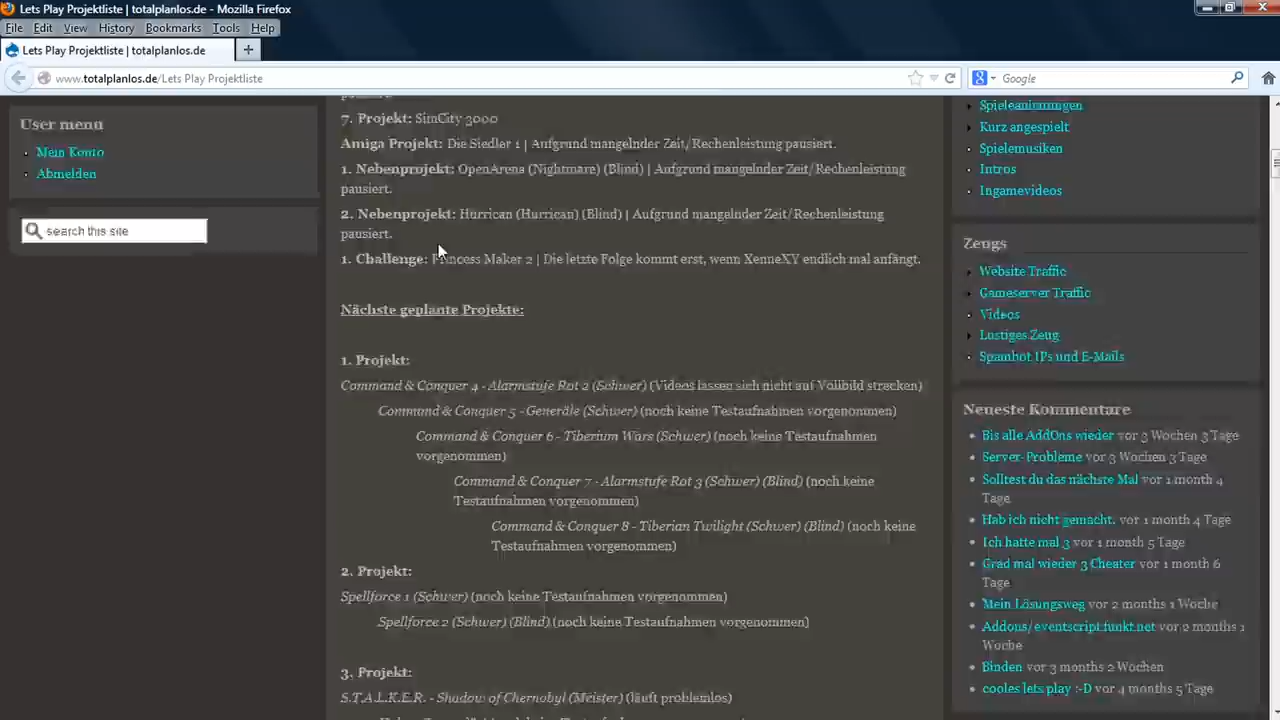 Lets Play Projektliste | totalplanlos.de - Mozilla Firefox
File Edit View History Bookmarks Tools Help
Lets Play Projektliste | totalplanlos.de
www.totalplanlos.de/Lets Play Projektliste
Google
User menu
Mein Konto
Abmelden
search this site
7. Projekt: SimCity 3000
Amiga Projekt: Die Siedler 1 | Aufgrund mangelnder Zeit/Rechenleistung pausiert.
1. Nebenprojekt: OpenArena (Nightmare) (Blind) | Aufgrund mangelnder Zeit/Rechenleistung
pausiert.
2. Nebenprojekt: Hurrican (Hurrican) (Blind) | Aufgrund mangelnder Zeit/Rechenleistung
pausiert.
1. Challenge: Princess Maker 2 | Die letzte Folge kommt erst, wenn XenneXY endlich mal anfängt.
Nächste geplante Projekte:
1. Projekt:
Command & Conquer 4 - Alarmstufe Rot 2 (Schwer) (Videos lassen sich nicht auf Vollbild strecken)
Command & Conquer 5 - Generäle (Schwer) (noch keine Testaufnahmen vorgenommen)
Command & Conquer 6 - Tiberium Wars (Schwer) (noch keine Testaufnahmen
vorgenommen)
Command & Conquer 7 - Alarmstufe Rot 3 (Schwer) (Blind) (noch keine
Testaufnahmen vorgenommen)
Command & Conquer 8 - Tiberian Twilight (Schwer) (Blind) (noch keine
Testaufnahmen vorgenommen)
2. Projekt:
Spellforce 1 (Schwer) (noch keine Testaufnahmen vorgenommen)
Spellforce 2 (Schwer) (Blind) (noch keine Testaufnahmen vorgenommen)
3. Projekt:
S.T.A.L.K.E.R. - Shadow of Chernobyl (Meister) (läuft problemlos)
Spieleanleitungen
Kurz angespielt
Spielemusiken
Intros
Ingamevideos
Zeugs
Website Traffic
Gameserver Traffic
Videos
Lustiges Zeug
Spambot IPs und E-Mails
Neueste Kommentare
Bis alle AddOns wieder vor 3 Wochen 3 Tage
Server-Probleme vor 3 Wochen 3 Tage
Solltest du das nächste Mal vor 1 month 4
Tage
Hab ich nicht gemacht. vor 1 month 4 Tage
Ich hatte mal 3 vor 1 month 5 Tage
Grad mal wieder 3 Cheater vor 1 month 6
Tage
Mein Lösungsweg vor 2 months 1 Woche
Addons/eventscript.funkt.net vor 2 months 1
Woche
Binden vor 3 months 2 Wochen
cooles lets play :-D vor 4 months 5 Tage